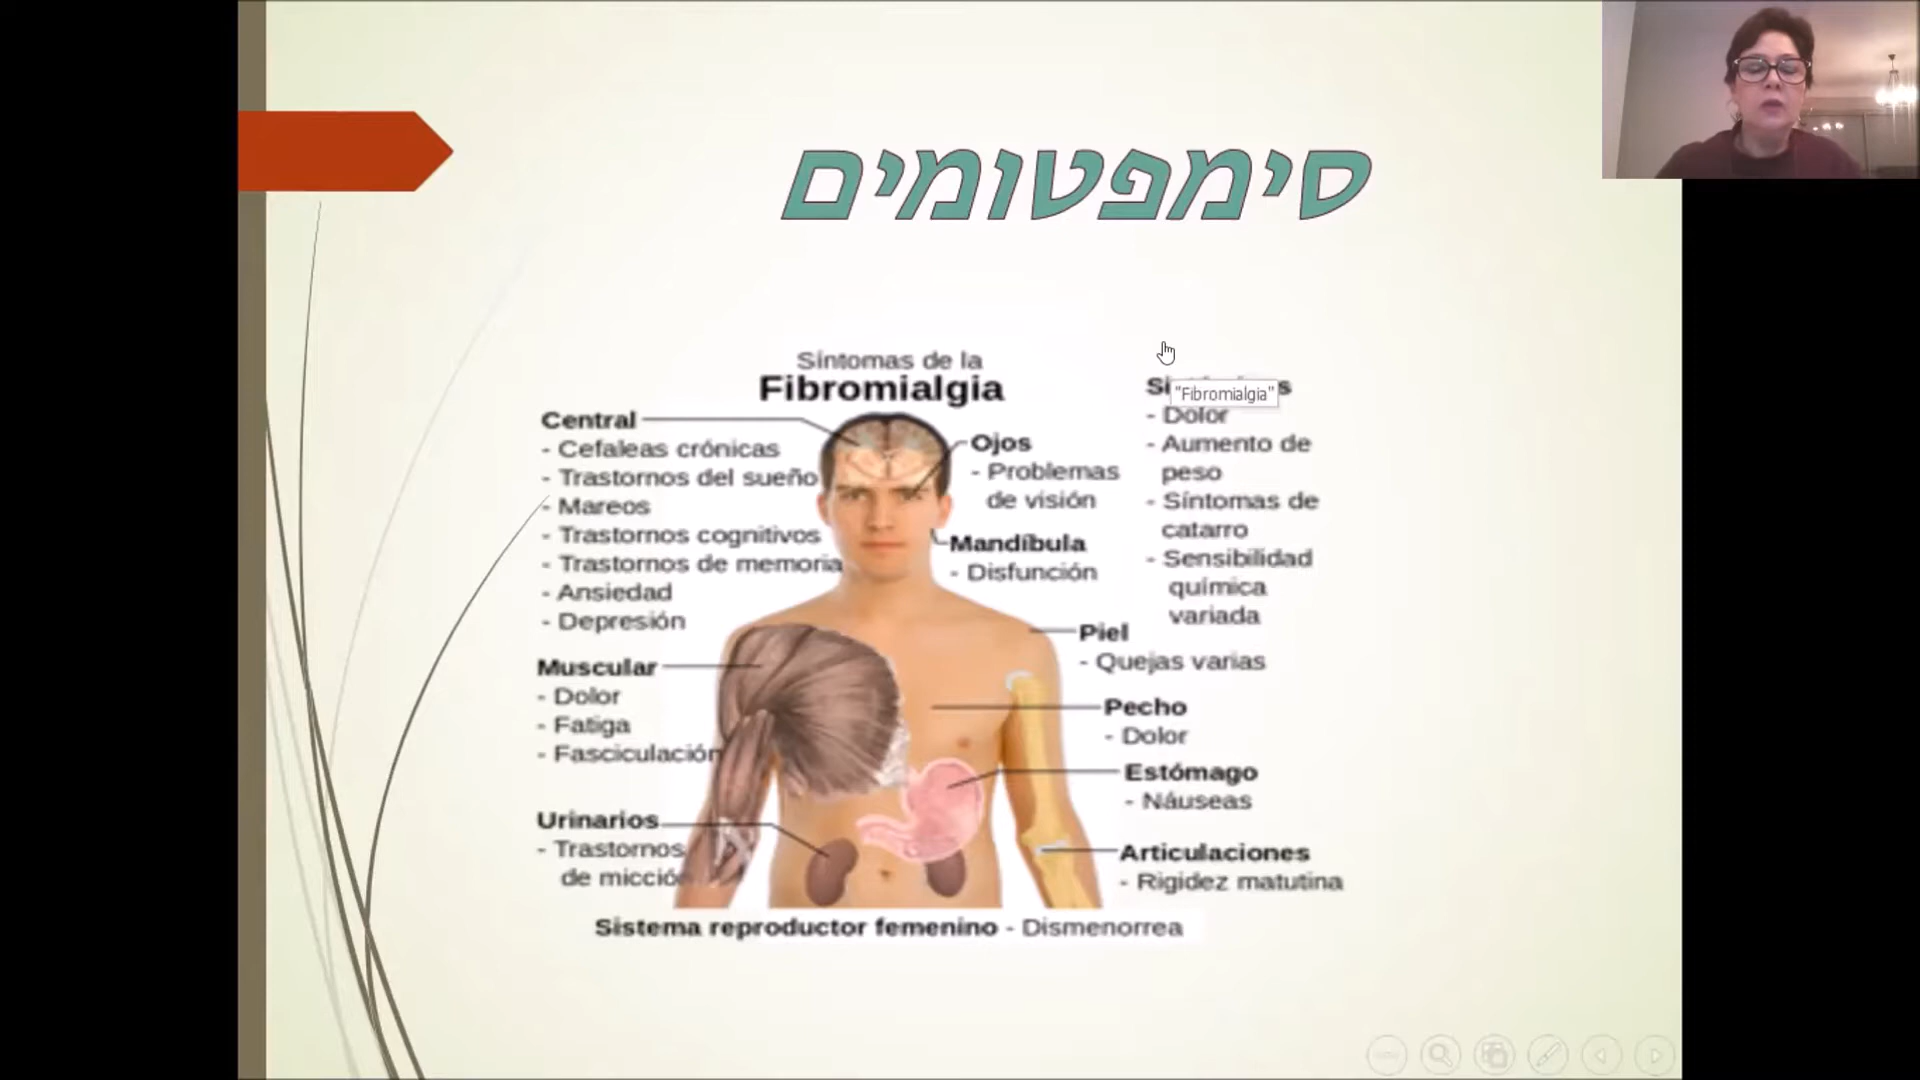 סימפטומים
Síntomas de la
Fibromialgia
Central
- Cefaleas crónicas
- Trastornos del sueño
- Mareos
- Trastornos cognitivos
- Trastornos de memoria
- Ansiedad
- Depresión
Muscular
- Dolor
- Fatiga
- Fasciculación
Urinarios
- Trastornos
de micción
Ojos
- Problemas
de visión
Mandíbula
- Disfunción
"Fibromialgia"
- Dolor
- Aumento de
peso
- Síntomas de
catarro
- Sensibilidad
química
variada
Piel
- Quejas varias
Pecho
- Dolor
Estómago
- Náuseas
Articulaciones
- Rigidez matutina
Sistema reproductor femenino - Dismenorrea